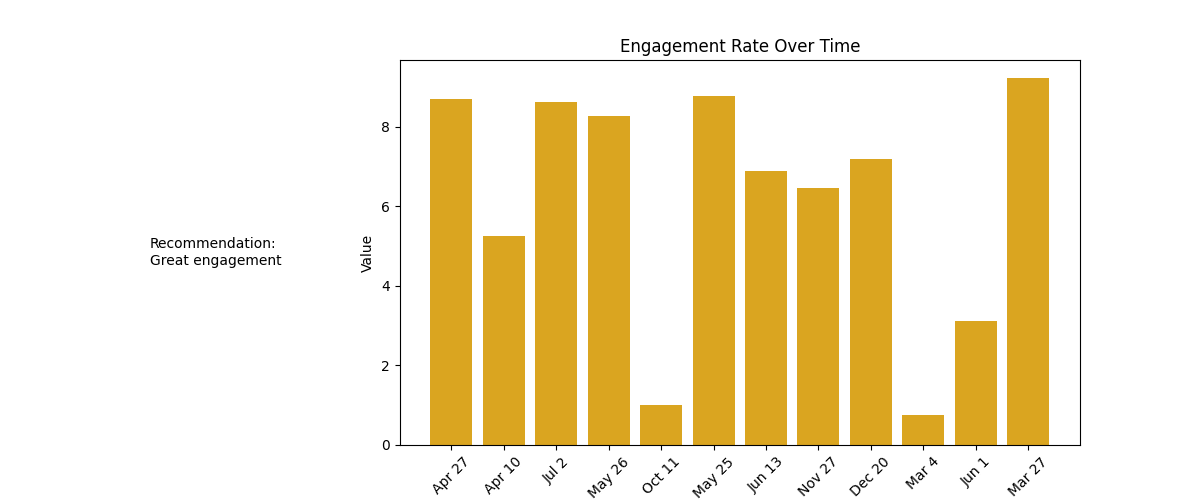 Engagement Rate Over Time
Recommendation:
Great engagement
Value
8
6
4
2
0
Apr 27
Apr 10
Jul 2
May 26
Oct 11
May 25
Jun 13
Nov 27
Dec 20
Mar 4
Jun 1
Mar 27